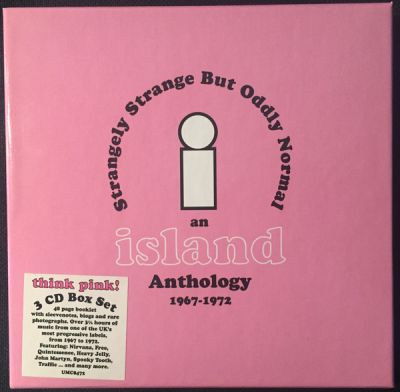 Strangely Strange But Oddly Normal
i
an
island
Anthology
1967-1972
think pink!
3 CD Box Set
48 page booklet
with sleevenotes, biogs and rare
photographs. Over 3½ hours of
music from one of the UK's
most progressive labels,
from 1967 to 1972.
Featuring: Nirvana, Free,
Quintessence, Heavy Jelly,
John Martyn, Spooky Tooth,
Traffic ... and many more.
UMC8472